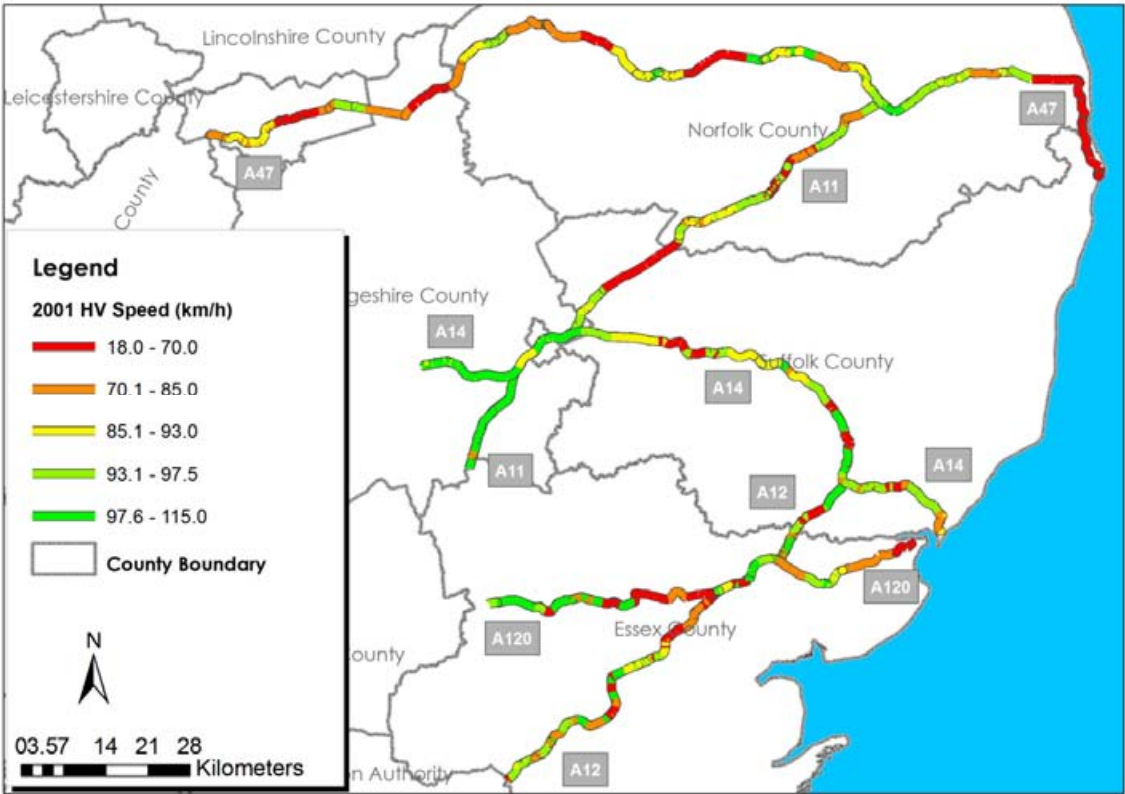 Lincolnshire County
Leicestershire County
A47
Norfolk County
A47
A11
County
Legend
2001 HV Speed (km/h)
18.0 - 70.0
70.1 - 85.0
85.1 - 93.0
93.1 - 97.5
97.6 - 115.0
County Boundary
geshire County
A14
Suffolk County
A14
A11
A14
A12
A120
A120
Essex County
ounty
N
03.57 14 21 28
Kilometers
n Authority
A12